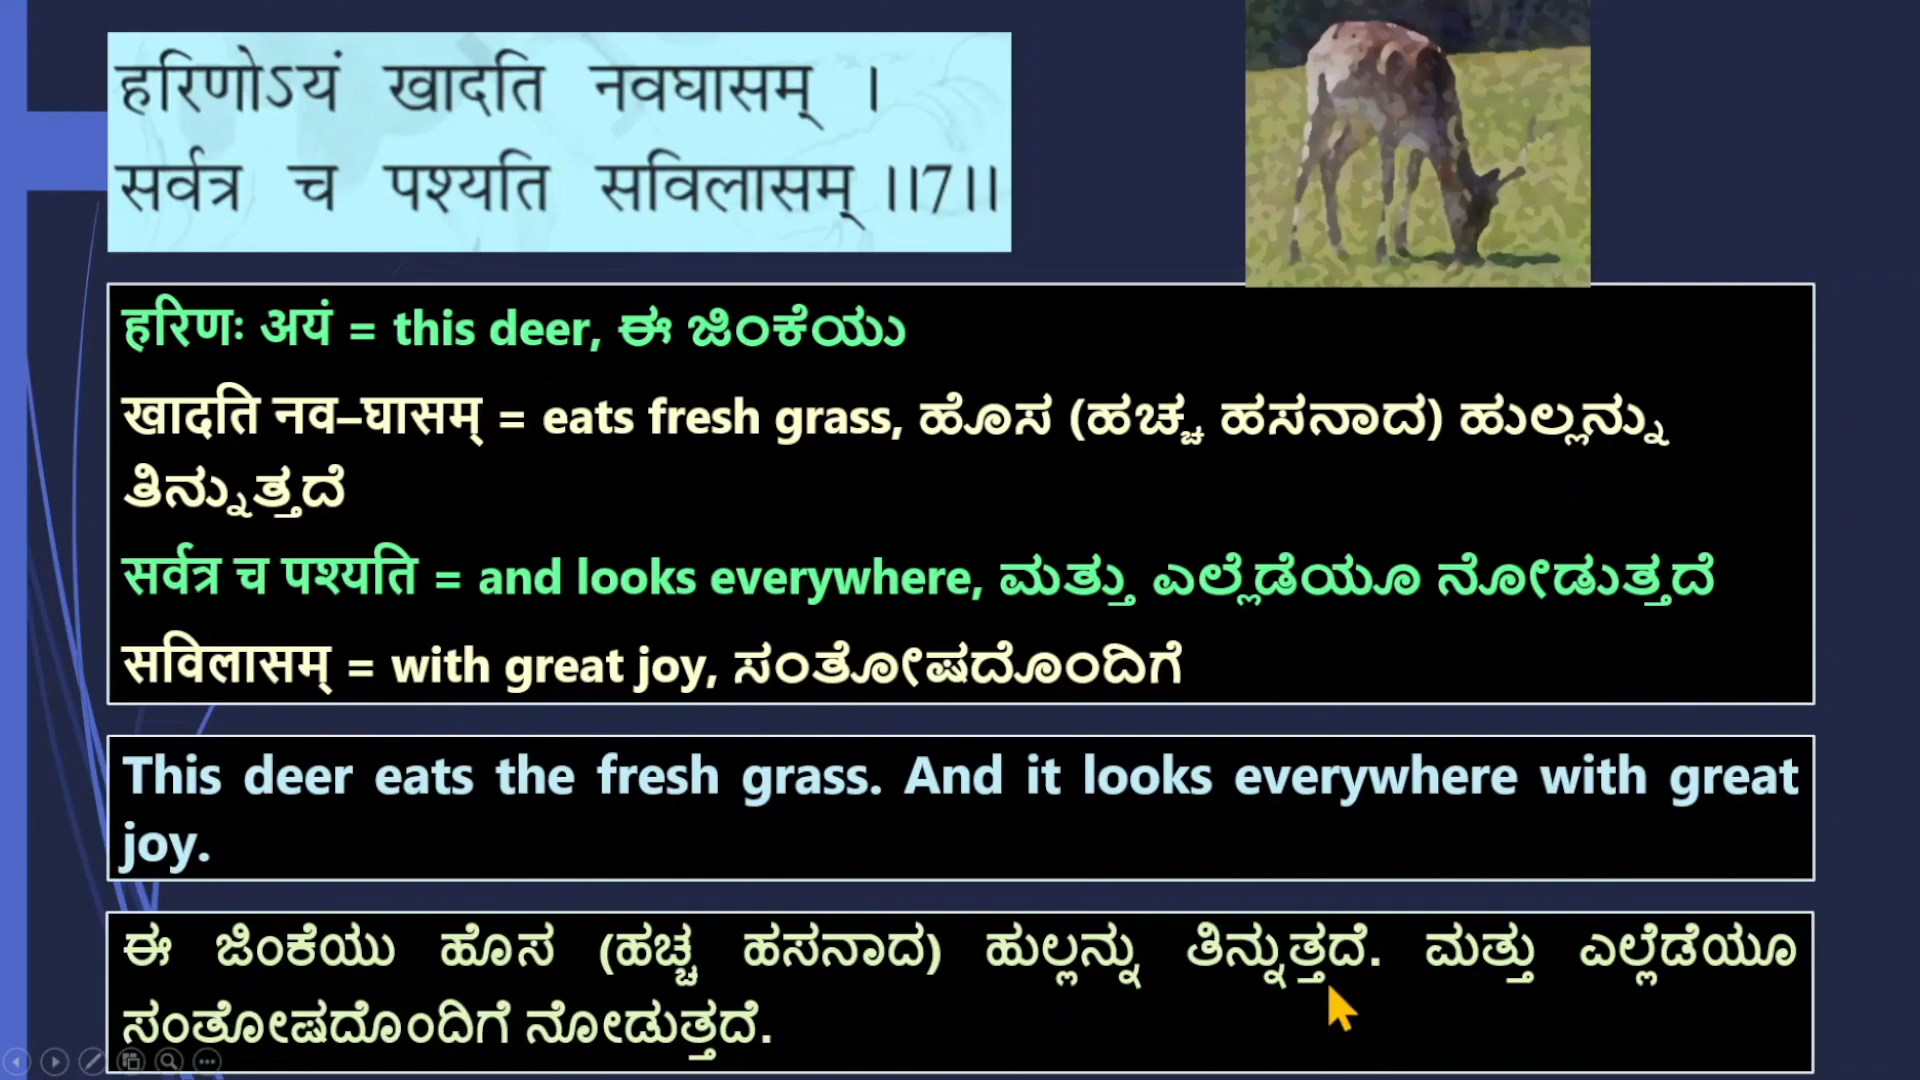 हरिणोऽयं खादति नवघासम् ।
सर्वत्र च पश्यति सविलासम् ।।7।।
हरिणः अयं = this deer, ಈ ಜಿಂಕೆಯು
खादति नव–घासम् = eats fresh grass, ಹೊಸ (ಹಚ್ಚ ಹಸನಾದ) ಹುಲ್ಲನ್ನು
ತಿನ್ನುತ್ತದೆ
सर्वत्र च पश्यति = and looks everywhere, ಮತ್ತು ಎಲ್ಲೆಡೆಯೂ ನೋಡುತ್ತದೆ
सविलासम् = with great joy, ಸಂತೋಷದೊಂದಿಗೆ
This deer eats the fresh grass. And it looks everywhere with great
joy.
ಈ ಜಿಂಕೆಯು ಹೊಸ (ಹಚ್ಚ ಹಸನಾದ) ಹುಲ್ಲನ್ನು ತಿನ್ನುತ್ತದೆ. ಮತ್ತು ಎಲ್ಲೆಡೆಯೂ
ಸಂತೋಷದೊಂದಿಗೆ ನೋಡುತ್ತದೆ.